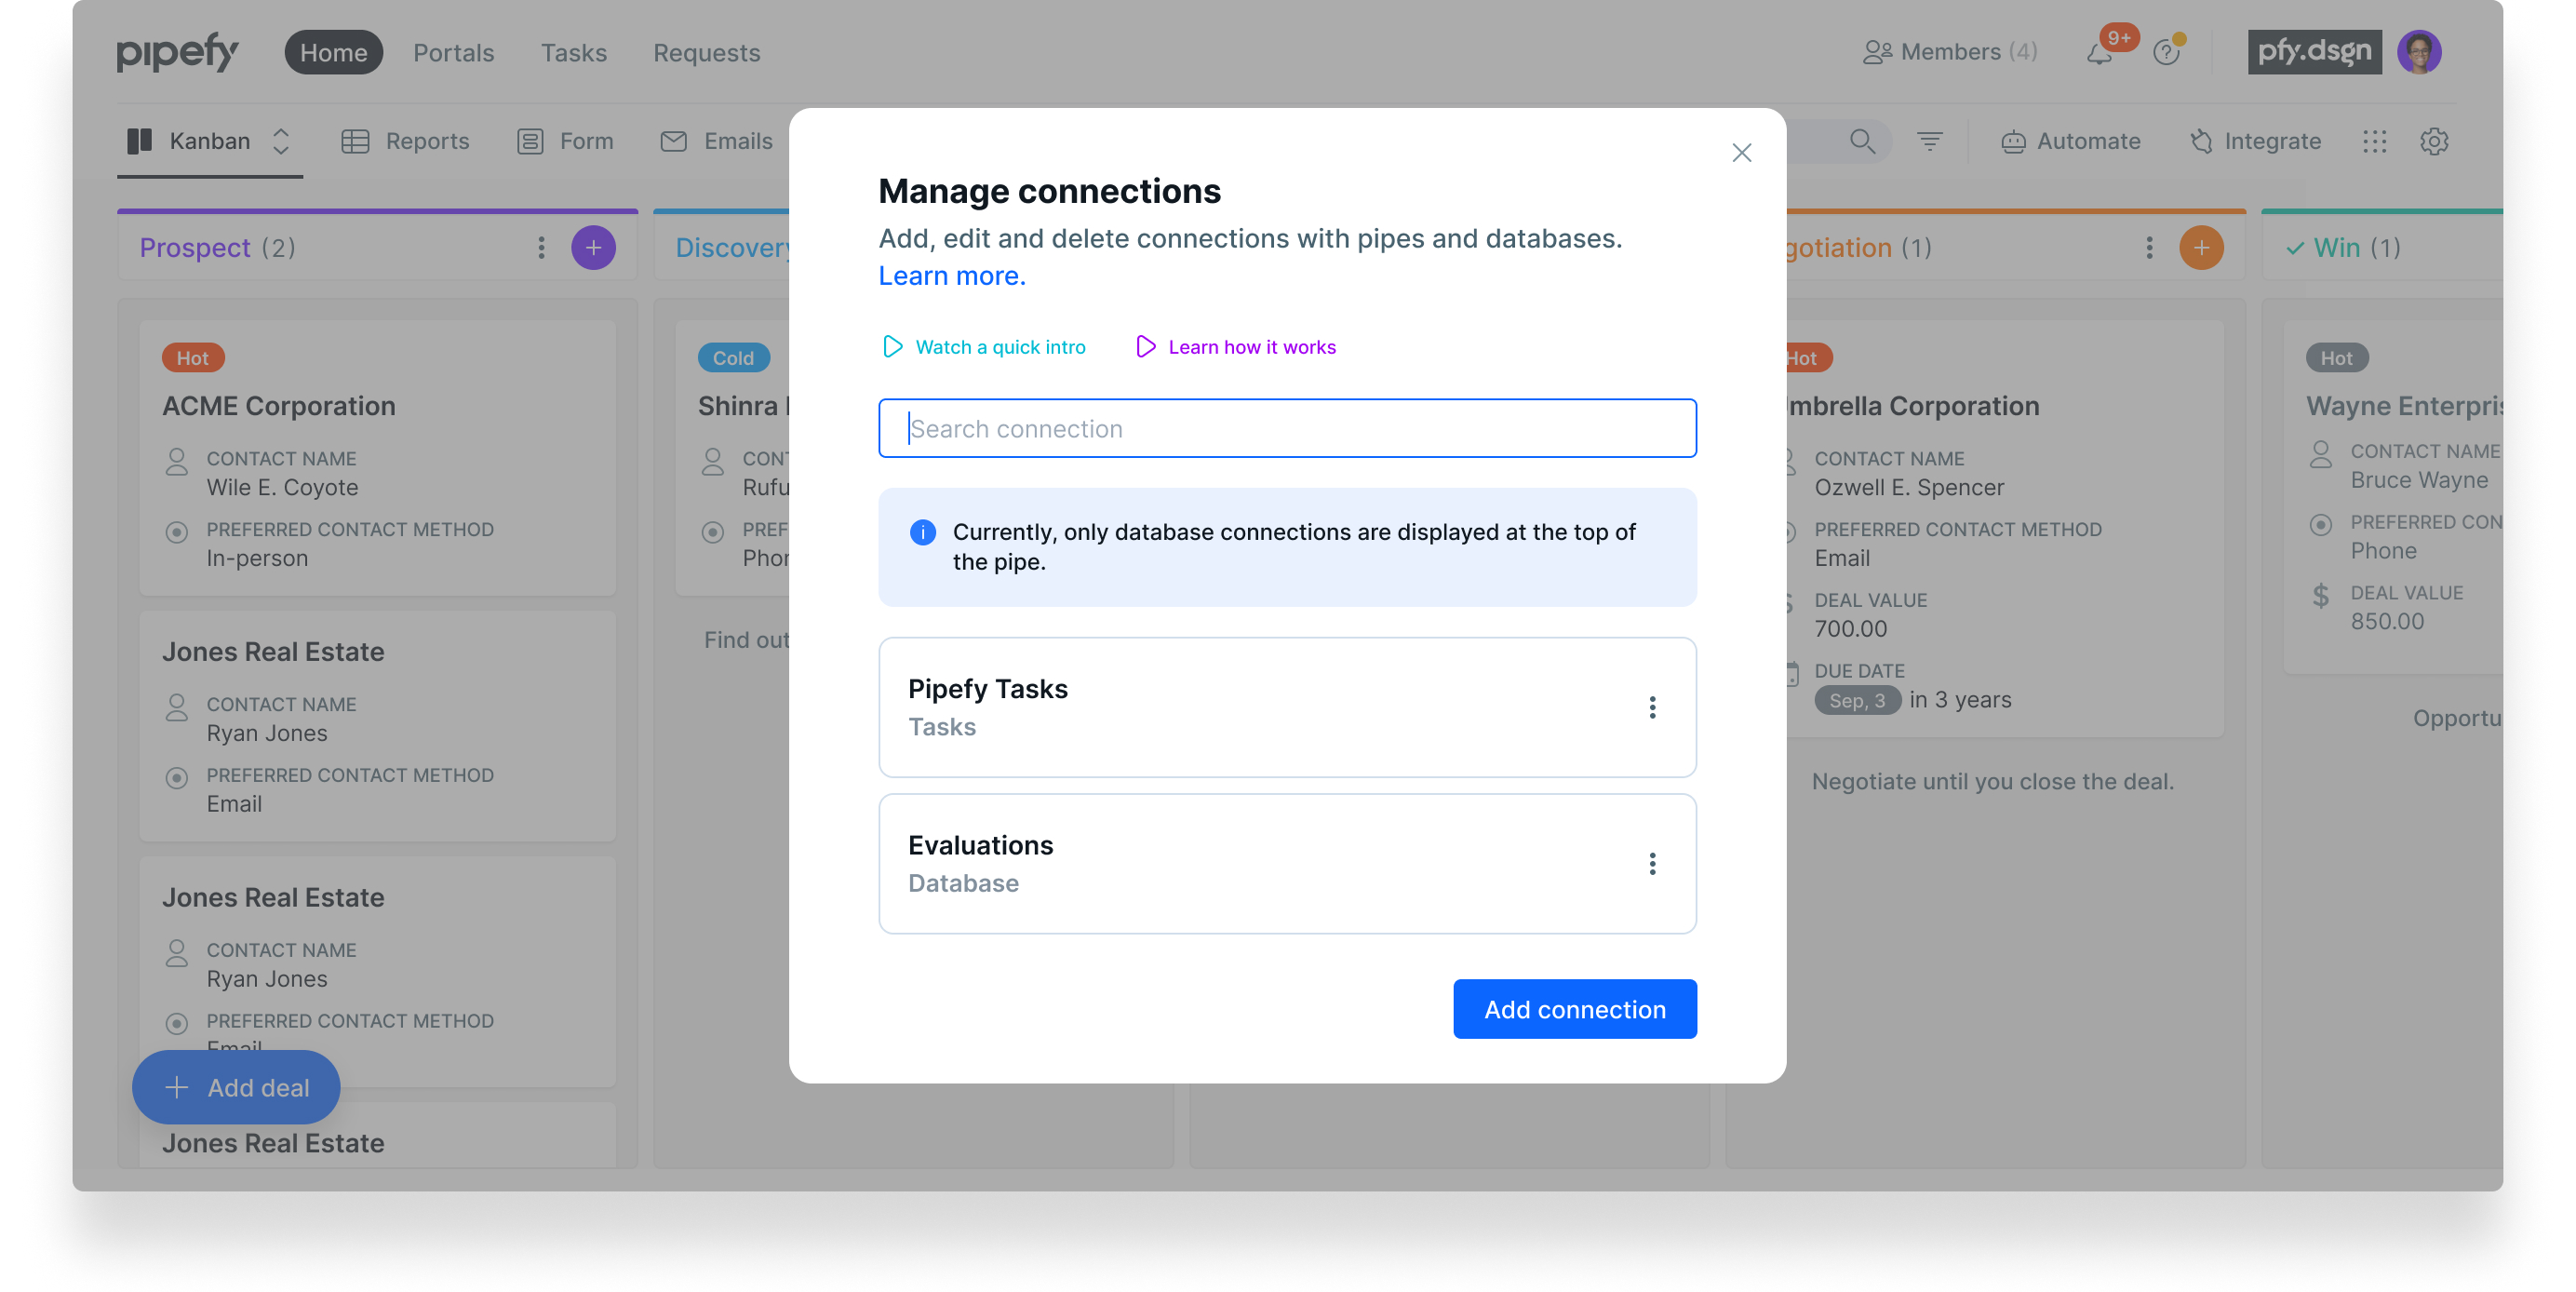 pipefy
Home
Portals
Tasks
Requests
Members (4)
9+
pfy.dsgn
Kanban
Reports
Form
Emails
Automate
Integrate
Manage connections
Add, edit and delete connections with pipes and databases.
Learn more.
Watch a quick intro
Learn how it works
Search connection
Currently, only database connections are displayed at the top of
the pipe.
Pipefy Tasks
Tasks
Evaluations
Database
Add connection
Prospect (2)
Hot
ACME Corporation
CONTACT NAME
Wile E. Coyote
PREFERRED CONTACT METHOD
In-person
Jones Real Estate
CONTACT NAME
Ryan Jones
PREFERRED CONTACT METHOD
Email
Jones Real Estate
CONTACT NAME
Ryan Jones
PREFERRED CONTACT METHOD
Email
Add deal
Jones Real Estate
Discovery
Cold
Shinra
Find out
gotiation (1)
Hot
mbrella Corporation
CONTACT NAME
Ozwell E. Spencer
PREFERRED CONTACT METHOD
Email
DEAL VALUE
700.00
DUE DATE
Sep, 3 in 3 years
Negotiate until you close the deal.
Win (1)
Hot
Wayne Enterpris
CONTACT NAME
Bruce Wayne
PREFERRED CON
Phone
DEAL VALUE
850.00
Opportu